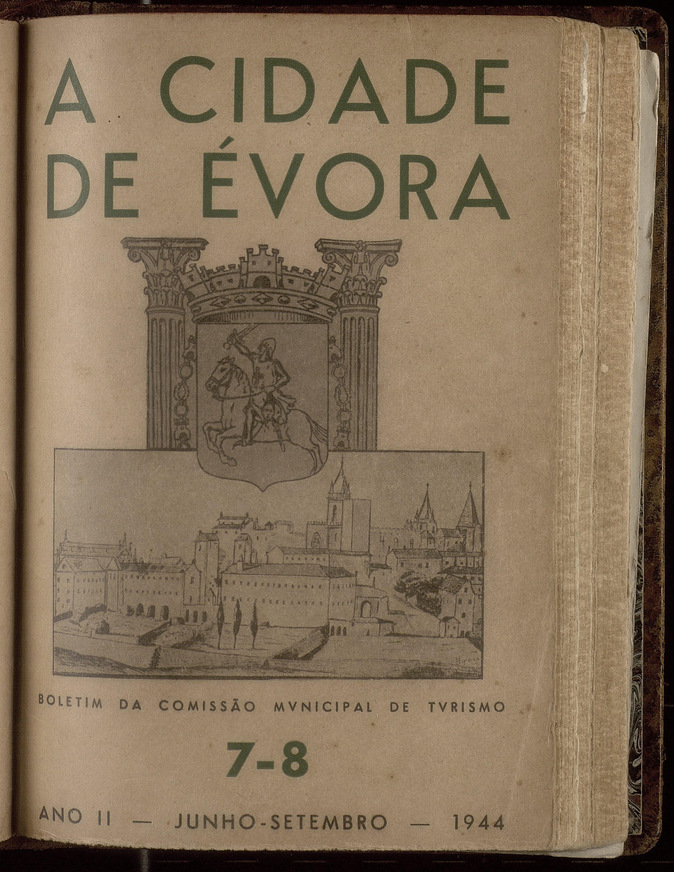 A CIDADE
DE ÉVORA
BOLETIM DA COMISSÃO MVNICIPAL DE TVRISMO
7-8
ANO II — JUNHO-SETEMBRO — 1944